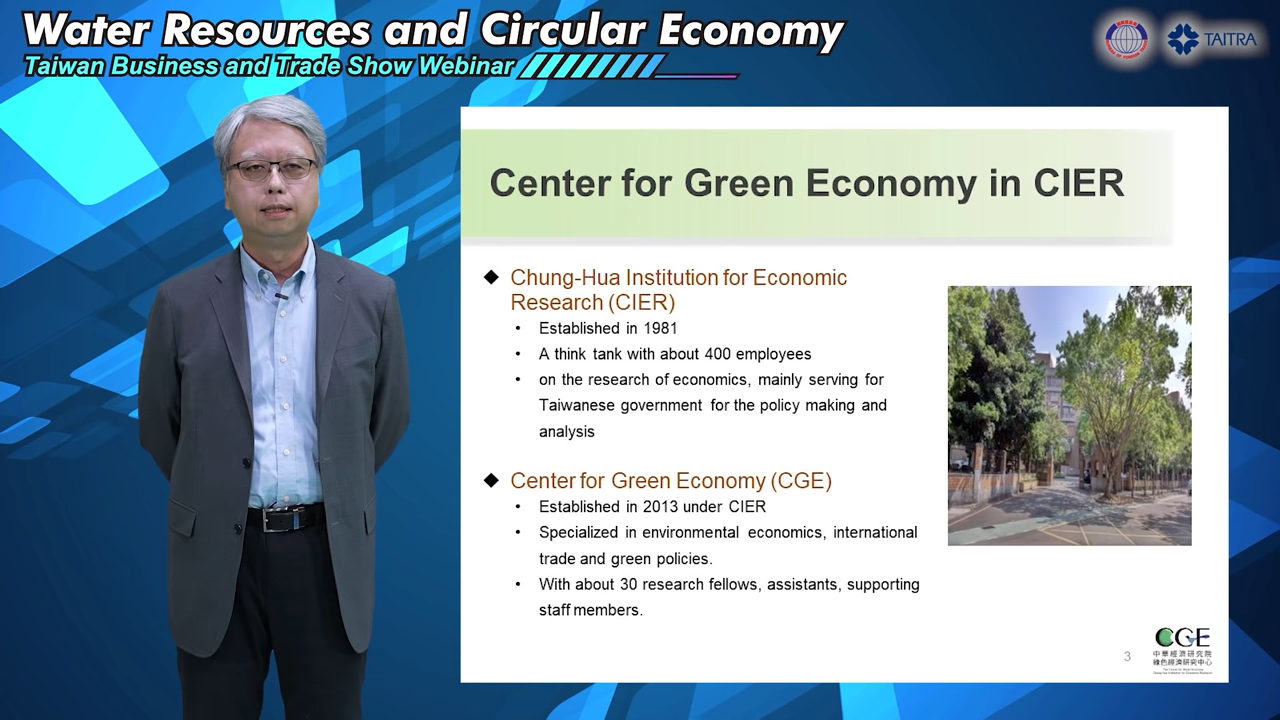 Water Resources and Circular Economy
Taiwan Business and Trade Show Webinar
TAITRA
Center for Green Economy in CIER
Chung-Hua Institution for Economic
Research (CIER)
• Established in 1981
• A think tank with about 400 employees
• on the research of economics, mainly serving for
Taiwanese government for the policy making and
analysis
Center for Green Economy (CGE)
• Established in 2013 under CIER
• Specialized in environmental economics, international
trade and green policies.
• With about 30 research fellows, assistants, supporting
staff members.
3
CGE
中華經濟研究院
綠色經濟研究中心